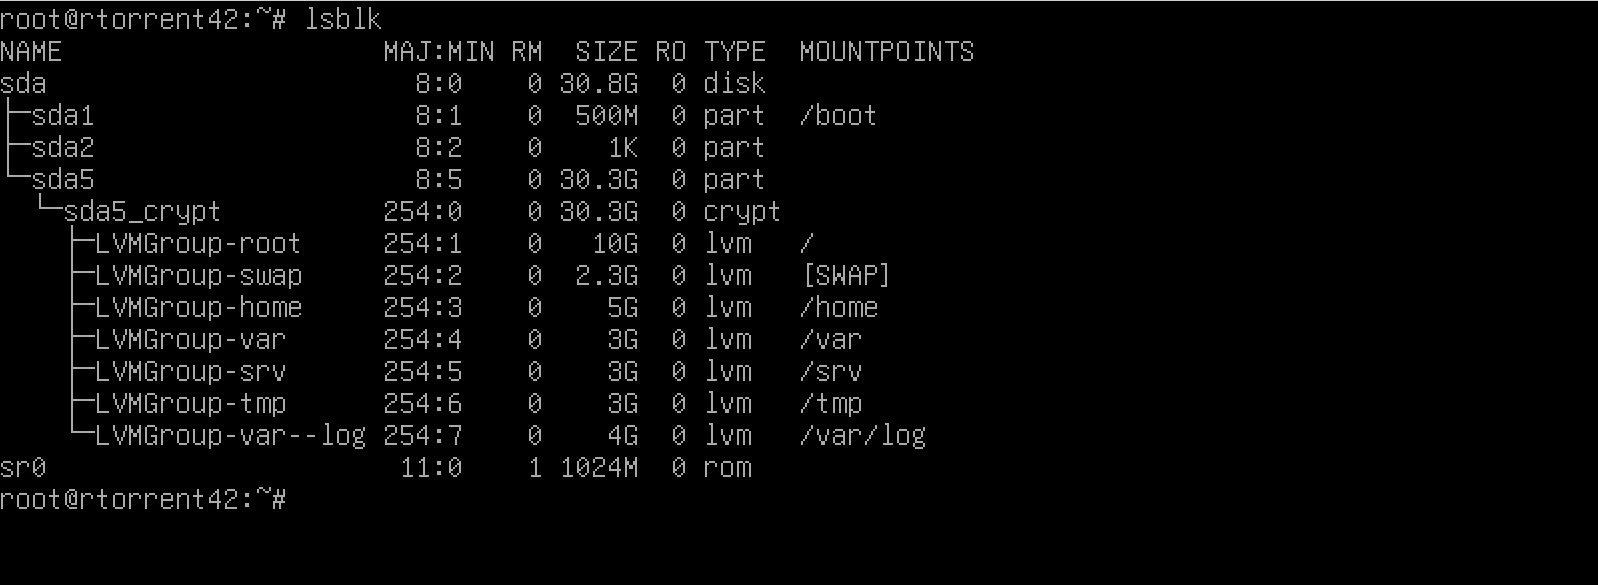 root@rtorrent42:~# lsblk
NAME                    MAJ:MIN RM   SIZE RO TYPE  MOUNTPOINTS
sda                       8:0    0  30.8G  0 disk
├─sda1                    8:1    0   500M  0 part  /boot
├─sda2                    8:2    0     1K  0 part
└─sda5                    8:5    0  30.3G  0 part
  └─sda5_crypt          254:0    0  30.3G  0 crypt
    ├─LVMGroup-root     254:1    0    10G  0 lvm   /
    ├─LVMGroup-swap     254:2    0   2.3G  0 lvm   [SWAP]
    ├─LVMGroup-home     254:3    0     5G  0 lvm   /home
    ├─LVMGroup-var      254:4    0     3G  0 lvm   /var
    ├─LVMGroup-srv      254:5    0     3G  0 lvm   /srv
    ├─LVMGroup-tmp      254:6    0     3G  0 lvm   /tmp
    └─LVMGroup-var--log 254:7    0     4G  0 lvm   /var/log
sr0                      11:0    1  1024M  0 rom
root@rtorrent42:~#